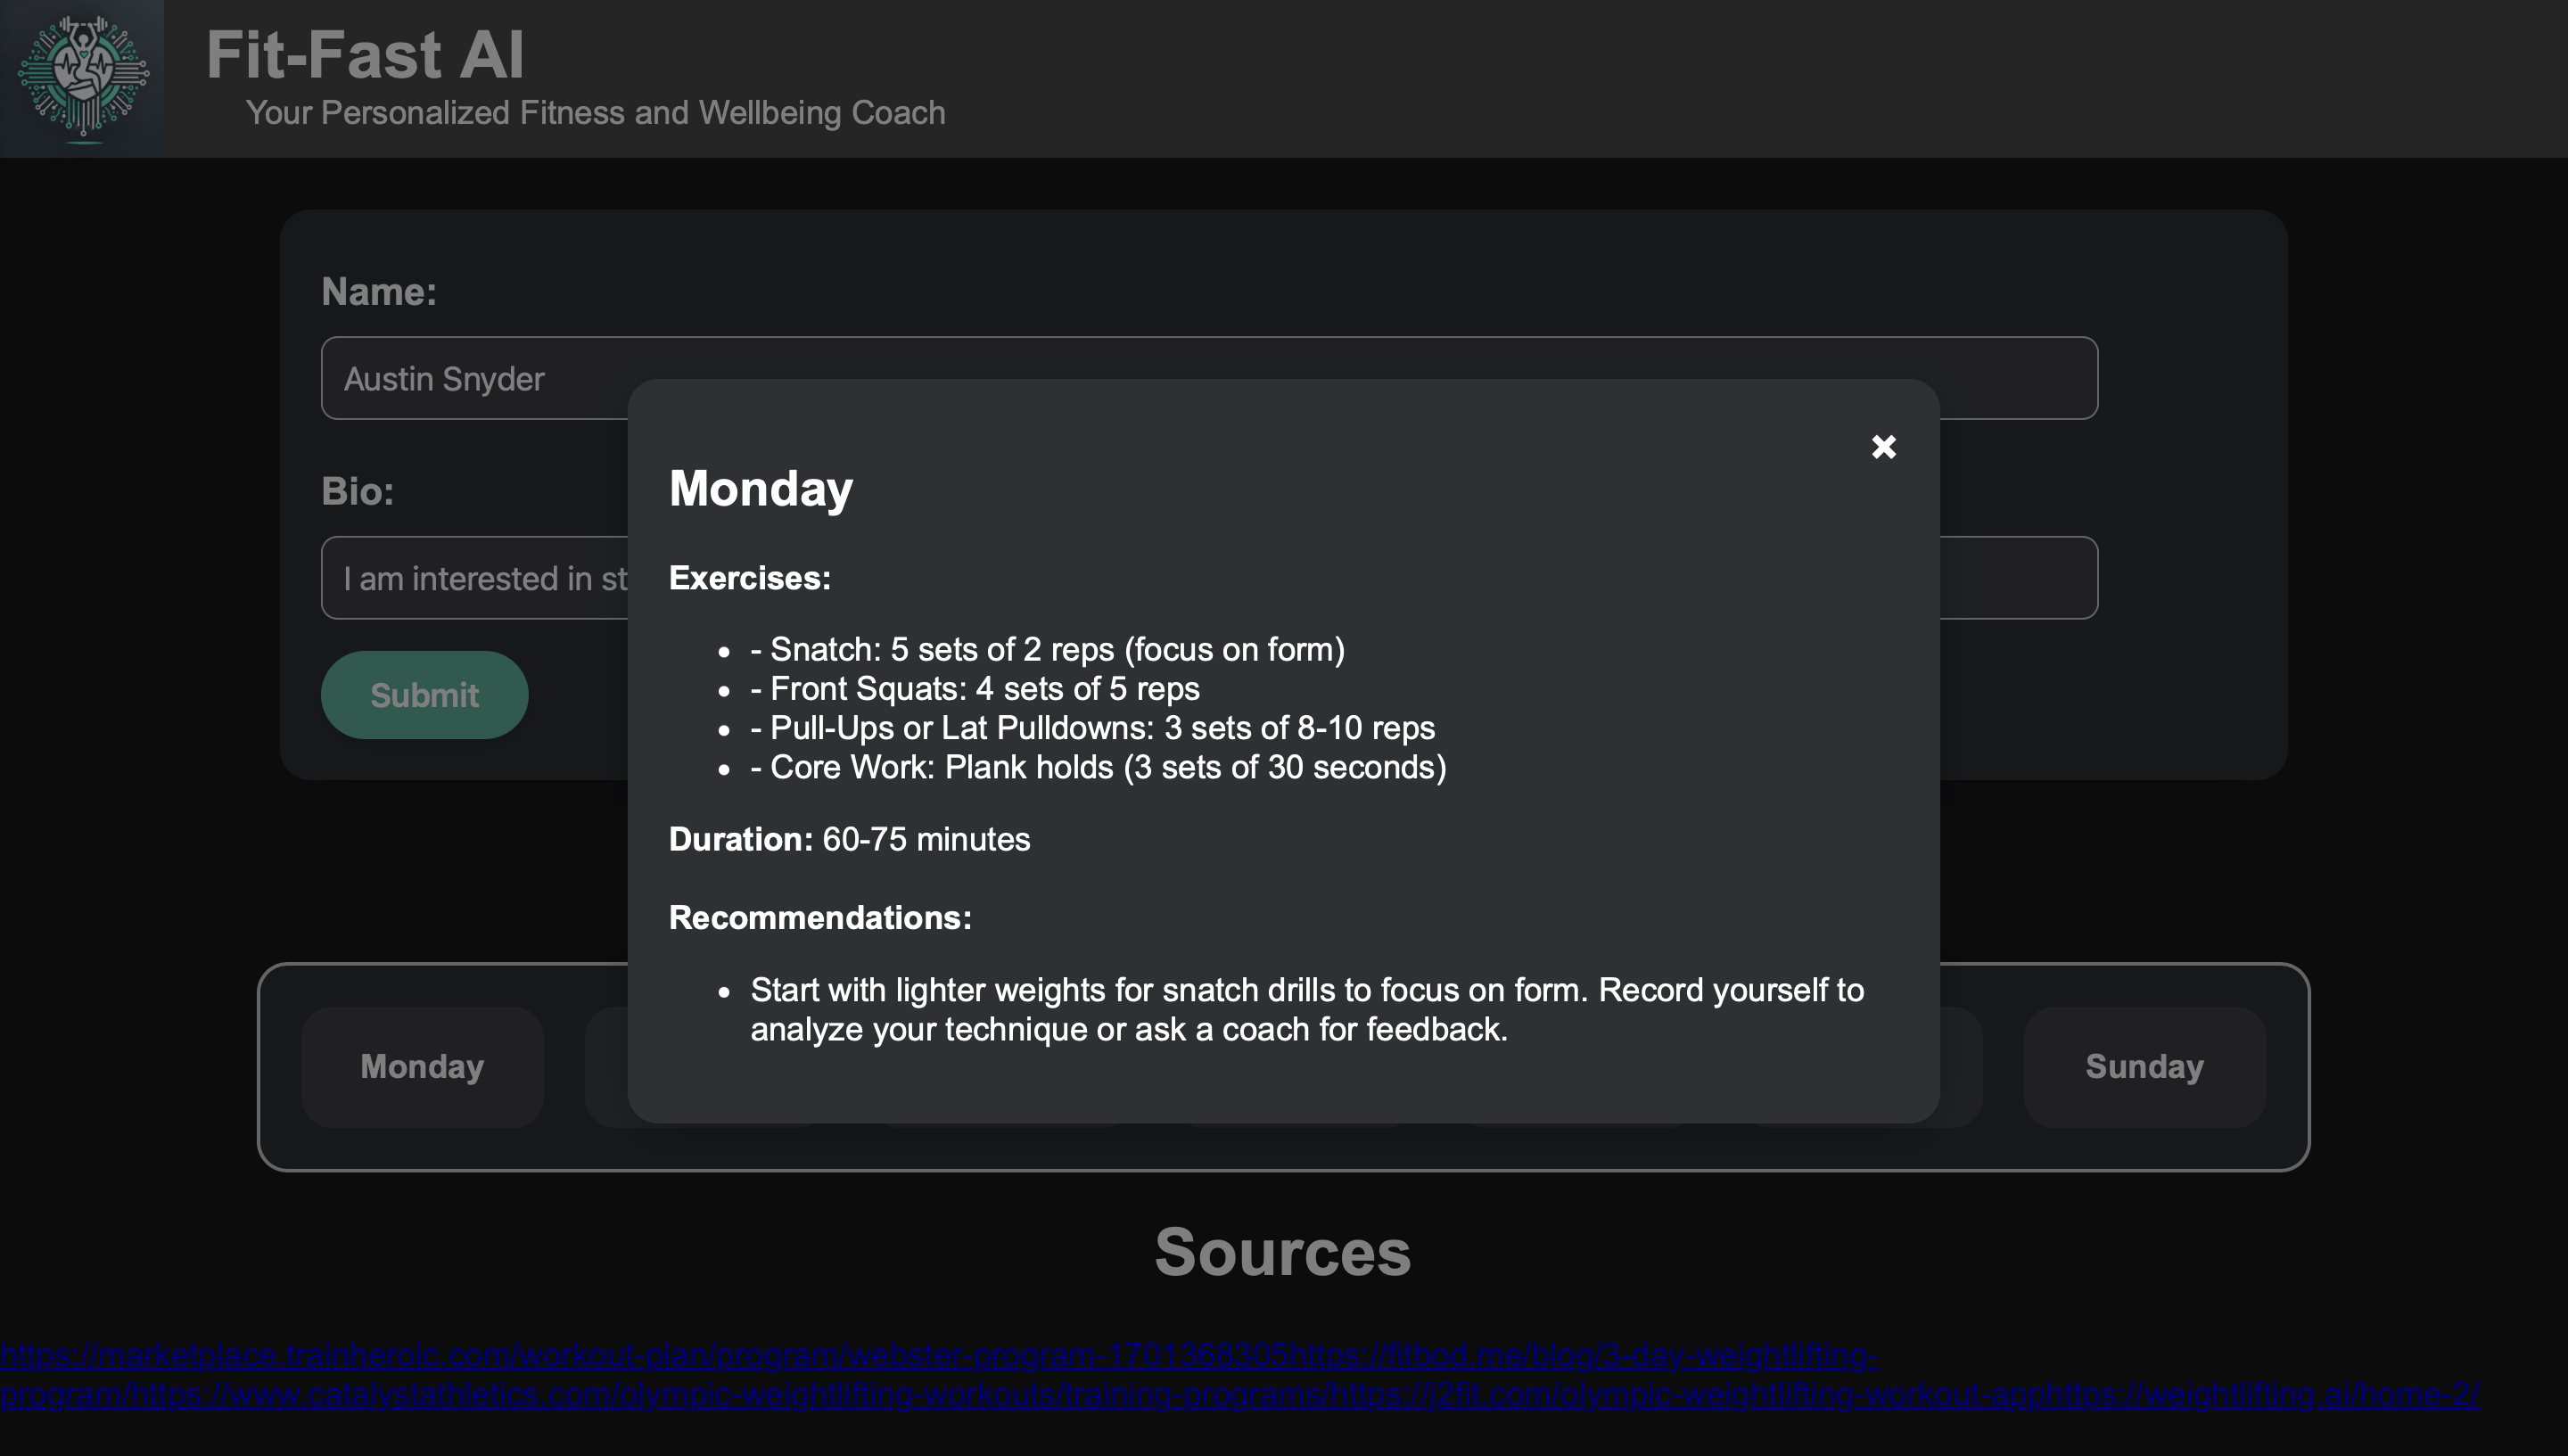 Fit-Fast AI
Your Personalized Fitness and Wellbeing Coach
Name:
Austin Snyder
Bio:
I am interested in st
Submit
Monday
Exercises:
- Snatch: 5 sets of 2 reps (focus on form)
- Front Squats: 4 sets of 5 reps
- Pull-Ups or Lat Pulldowns: 3 sets of 8-10 reps
- Core Work: Plank holds (3 sets of 30 seconds)
Duration: 60-75 minutes
Recommendations:
Start with lighter weights for snatch drills to focus on form. Record yourself to
analyze your technique or ask a coach for feedback.
Monday
Sunday
Sources
https://marketplace.trainheroic.com/workout-plan/program/webster-program-1701368305https://fitbod.me/blog/3-day-weightlifting-
program/https://www.catalystathletics.com/olympic-weightlifting-workouts/training-programs/https://j2fit.com/olympic-weightlifting-workout-apphttps://weightlifting.ai/home-2/